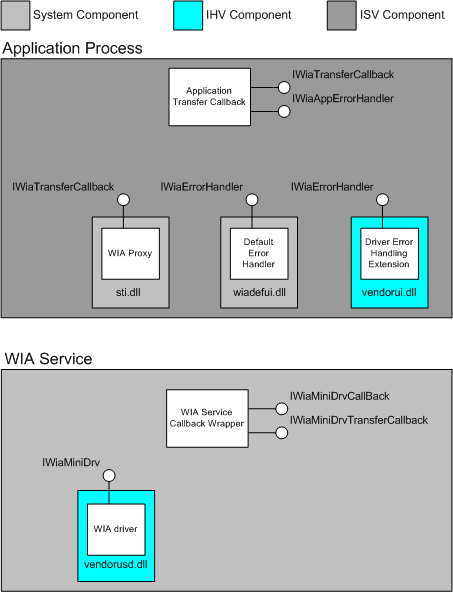 System Component
IHV Component
ISV Component
Application Process
Application
Transfer Callback
IWiaTransferCallback
IWiaAppErrorHandler
IWiaTransferCallback
IWiaErrorHandler
IWiaErrorHandler
WIA Proxy
Default
Error
Handler
Driver Error
Handling
Extension
sti.dll
wiadefui.dll
vendorui.dll
WIA Service
WIA Service
Callback Wrapper
IWiaMiniDrvCallBack
IWiaMiniDrvTransferCallback
IWiaMiniDrv
WIA driver
vendorusd.dll